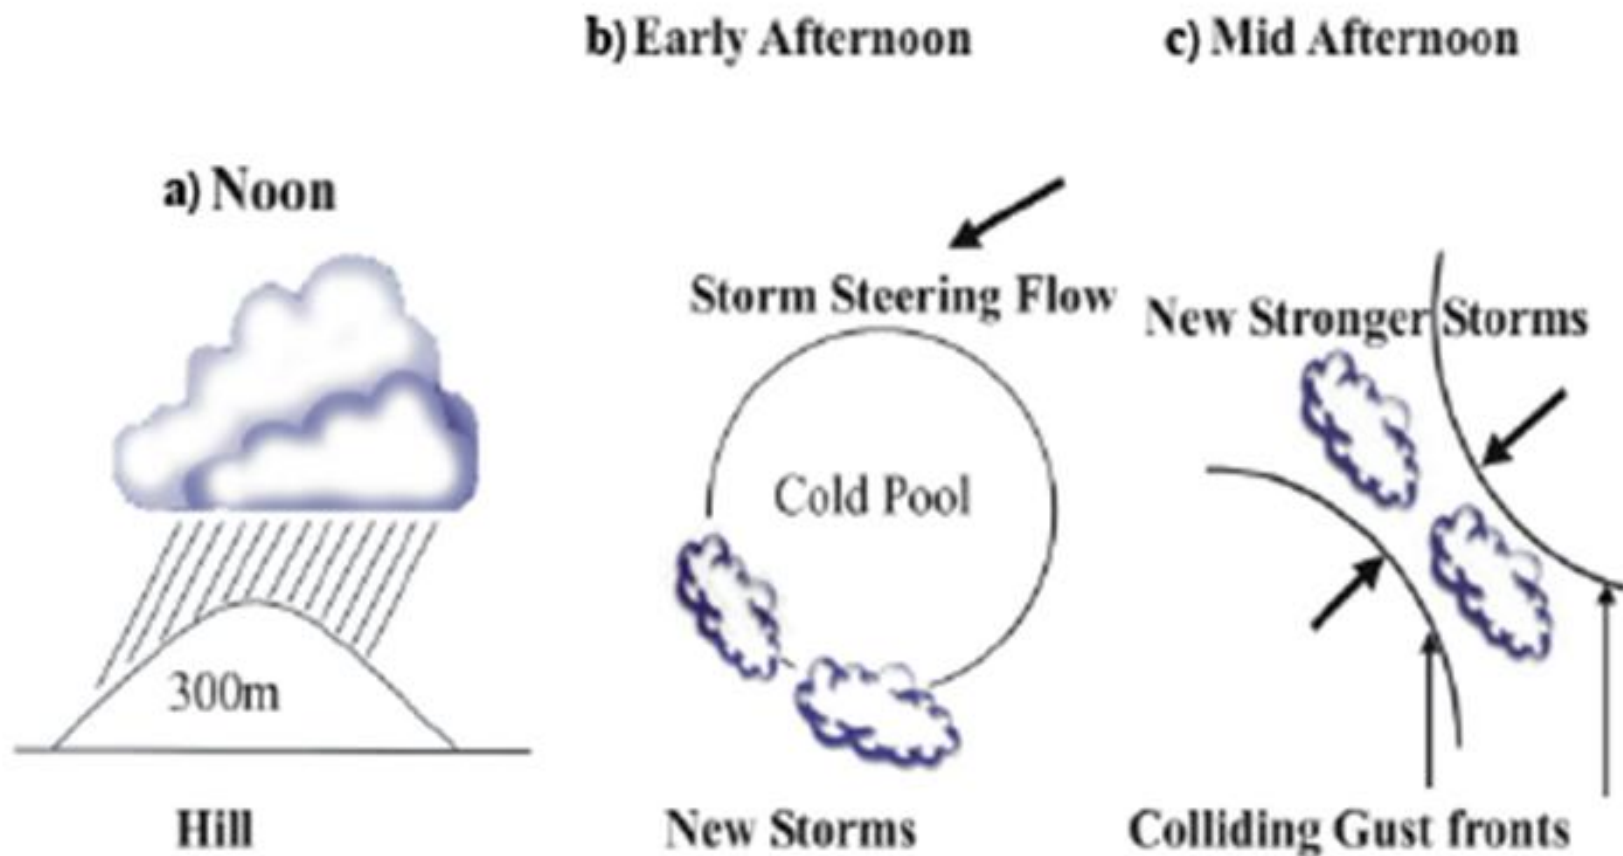 a) Noon
300m
Hill
b) Early Afternoon
Storm Steering Flow
Cold Pool
New Storms
c) Mid Afternoon
New Stronger Storms
Colliding Gust fronts